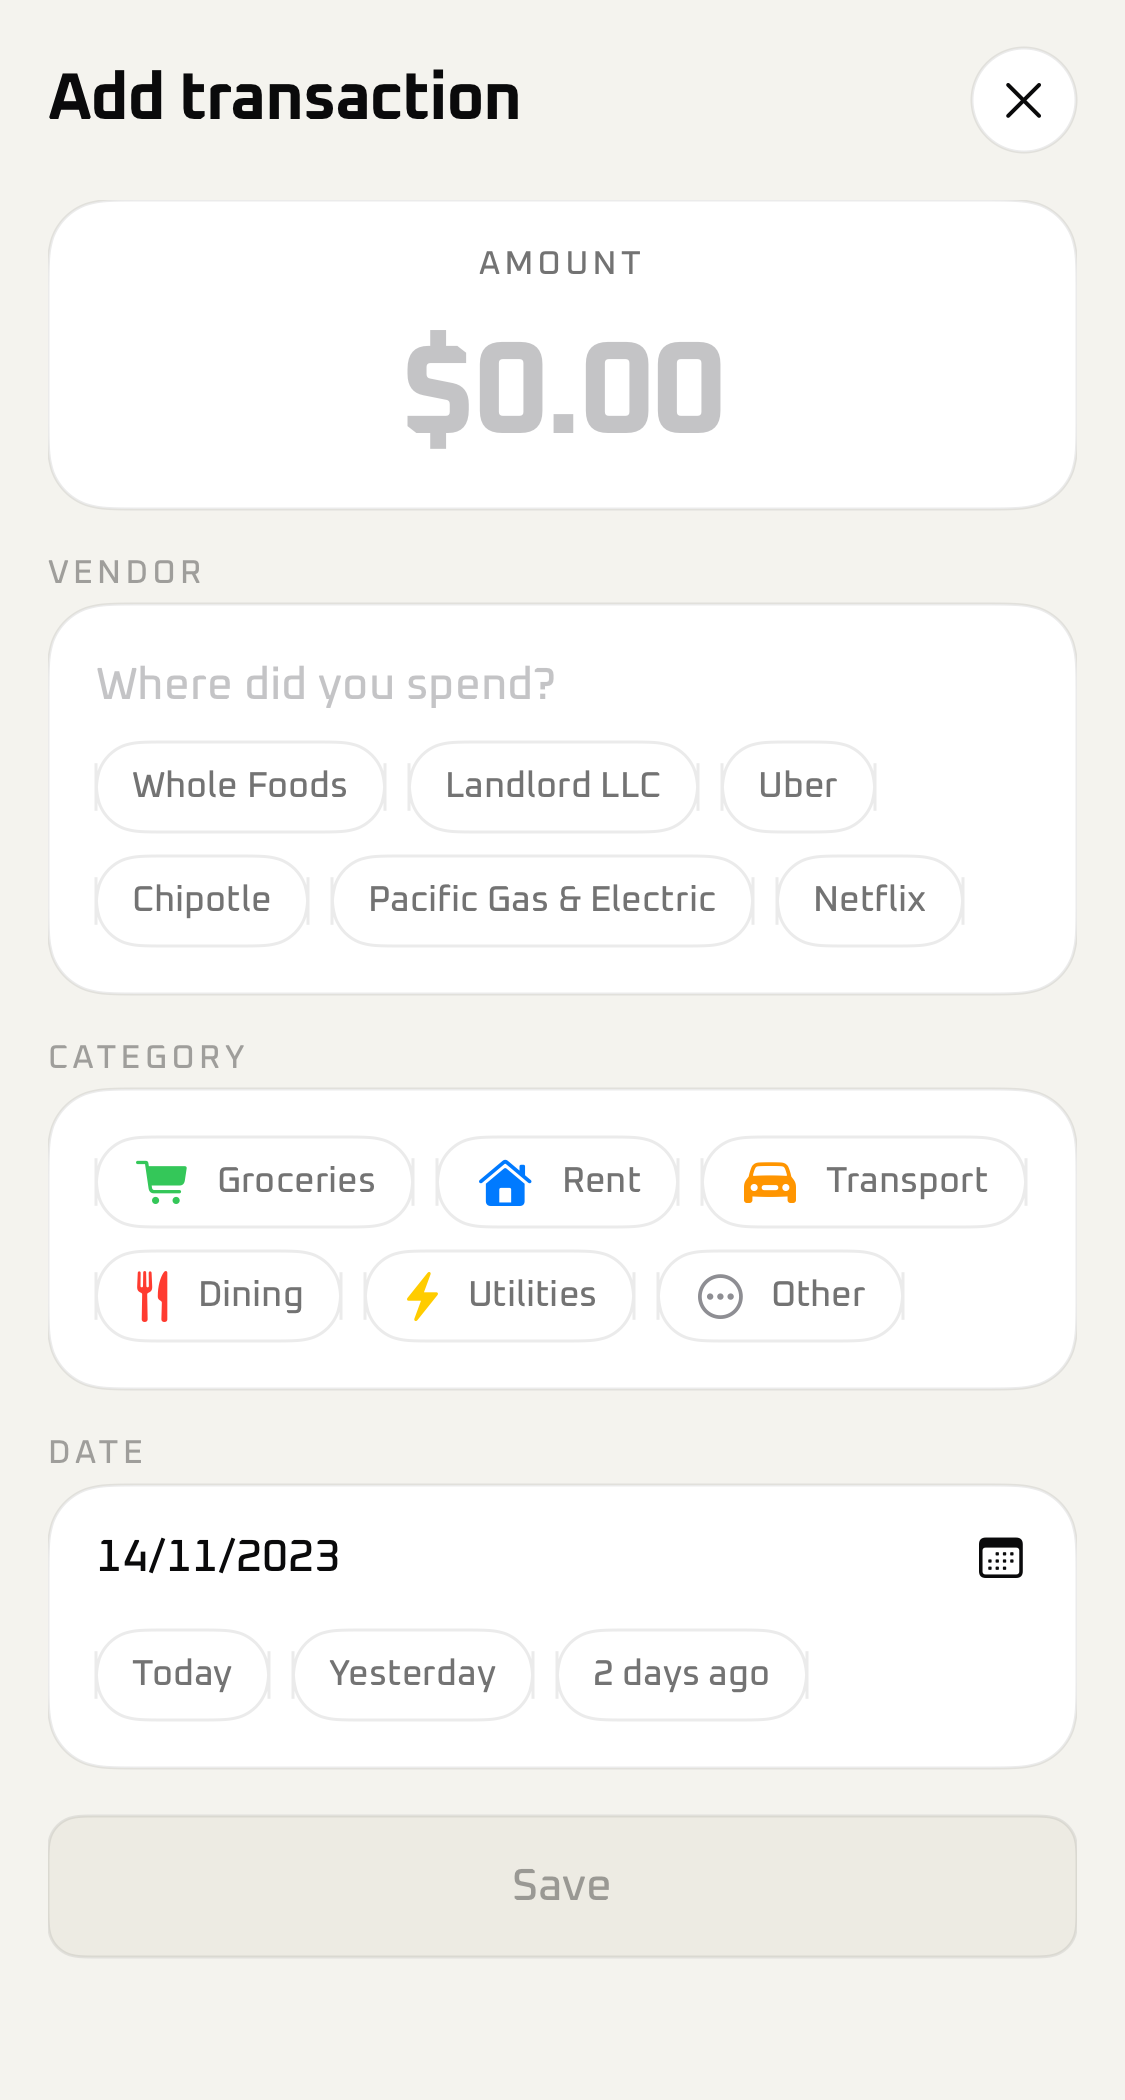 Add transaction
AMOUNT
$0.00
VENDOR
Where did you spend?
Whole Foods Landlord LLC Uber
Chipotle Pacific Gas & Electric Netflix
CATEGORY
Groceries Rent Transport
Dining Utilities Other
DATE
14/11/2023
Today Yesterday 2 days ago
Save